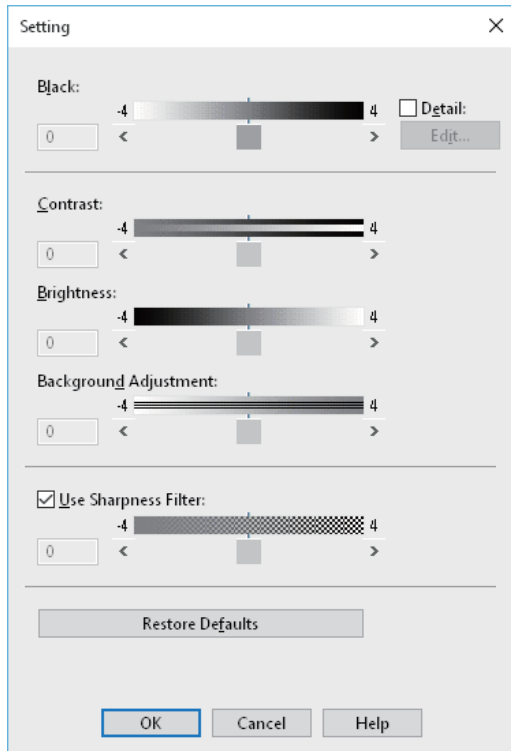 Setting
Black:
-4 4 Detail:
0 < > Edit...
Contrast:
-4 4
0 < >
Brightness:
-4 4
0 < >
Background Adjustment:
-4 4
0 < >
Use Sharpness Filter:
-4 4
0 < >
Restore Defaults
OK Cancel Help